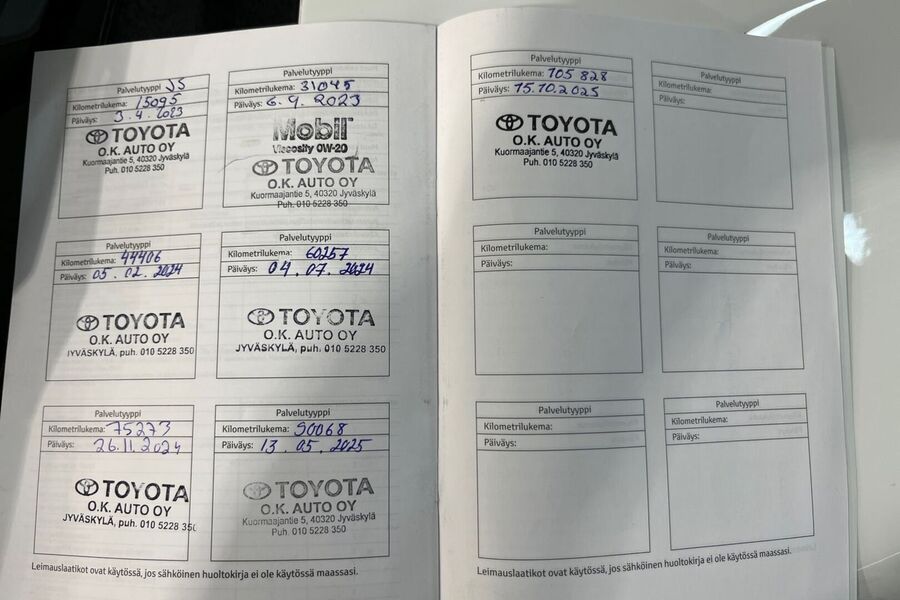 Palvelutyyppi JS
Kilometrilukema: 15095
Päiväys: 3.4.2023
TOYOTA
O.K. AUTO OY
Kuormaajantie 5, 40320 Jyväskylä
Puh. 010 5228 350
Palvelutyyppi
Kilometrilukema: 31045
Päiväys: 6.9.2023
Mobil
Viscosity 0W-20
TOYOTA
O.K. AUTO OY
Kuormaajantie 5, 40320 Jyväskylä
Puh. 010 5228 350
Palvelutyyppi
Kilometrilukema: 44406
Päiväys: 05.02.2024
TOYOTA
O.K. AUTO OY
JYVÄSKYLÄ, puh. 010 5228 350
Palvelutyyppi
Kilometrilukema: 60257
Päiväys: 04.07.2024
TOYOTA
O.K. AUTO OY
JYVÄSKYLÄ, puh. 010 5228 350
Palvelutyyppi
Kilometrilukema: 75273
Päiväys: 26.11.2024
TOYOTA
O.K. AUTO OY
JYVÄSKYLÄ, puh. 010 5228 350
Palvelutyyppi
Kilometrilukema: 90068
Päiväys: 13.05.2025
TOYOTA
O.K. AUTO OY
Kuormaajantie 5, 40320 Jyväskylä
Puh. 010 5228 350
Leimauslaatikot ovat käytössä, jos sähköinen huoltokirja ei ole käytössä maassasi.
Palvelutyyppi
Kilometrilukema: 105 828
Päiväys: 15.10.2025
TOYOTA
O.K. AUTO OY
Kuormaajantie 5, 40320 Jyväskylä
Puh. 010 5228 350
Palvelutyyppi
Kilometrilukema:
Päiväys:
Palvelutyyppi
Kilometrilukema:
Päiväys:
Palvelutyyppi
Kilometrilukema:
Päiväys:
Palvelutyyppi
Kilometrilukema:
Päiväys:
Palvelutyyppi
Kilometrilukema:
Päiväys:
Leimauslaatikot ovat käytössä, jos sähköinen huoltokirja ei ole käytössä maassasi.